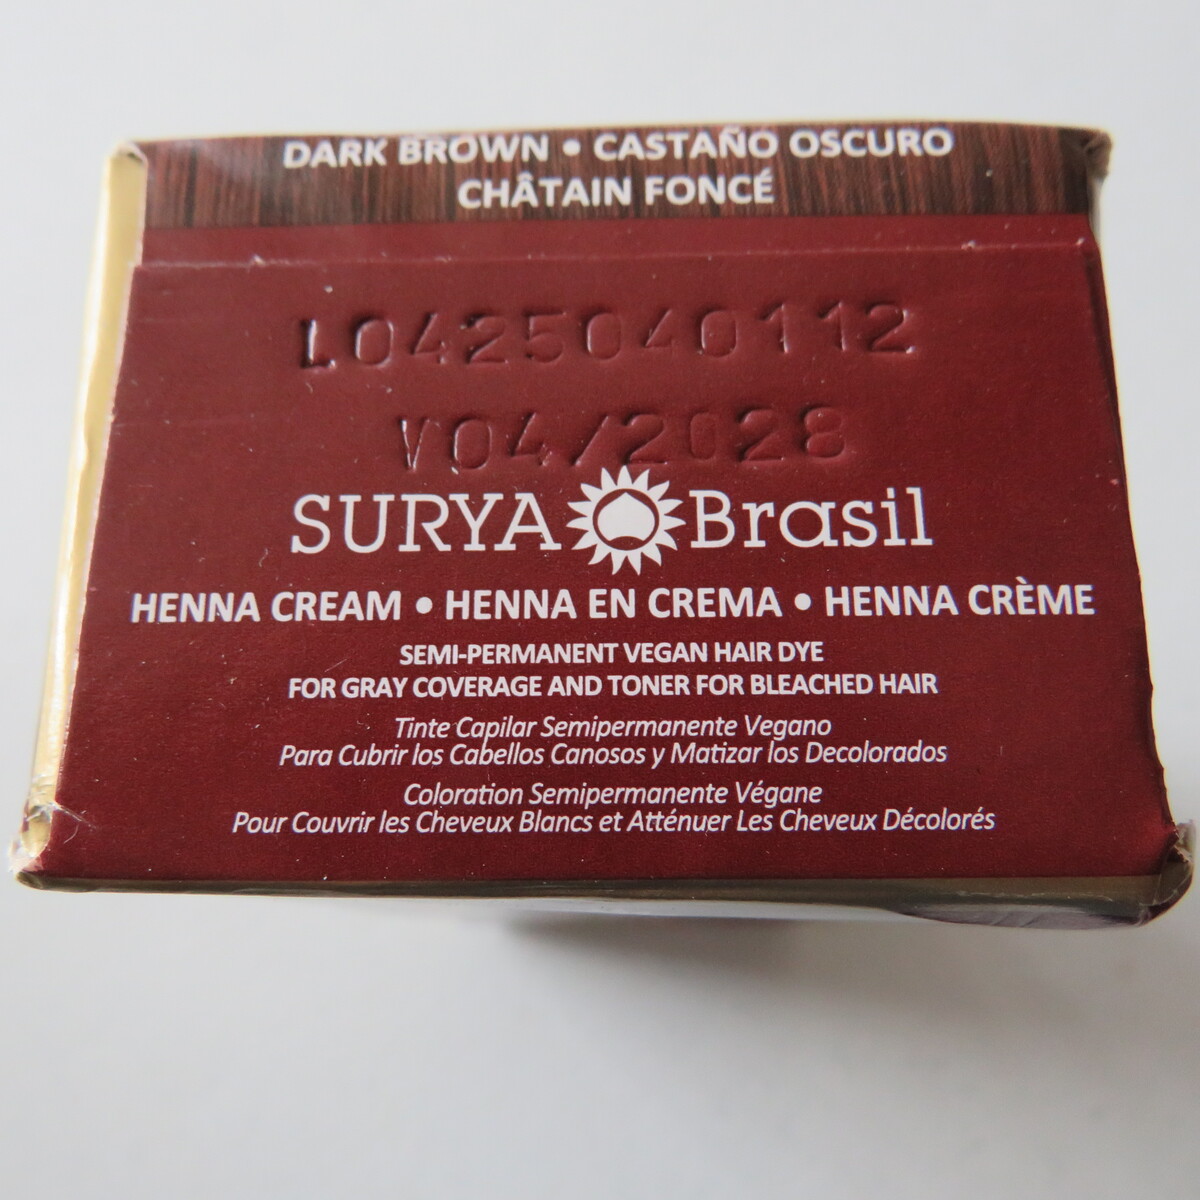 DARK BROWN • CASTAÑO OSCURO
CHÂTAIN FONCÉ
L0425040112
V04/2028
SURYA Brasil
HENNA CREAM • HENNA EN CREMA • HENNA CRÈME
SEMI-PERMANENT VEGAN HAIR DYE
FOR GRAY COVERAGE AND TONER FOR BLEACHED HAIR
Tinte Capilar Semipermanente Vegano
Para Cubrir los Cabellos Canosos y Matizar los Decolorados
Coloration Semipermanente Végane
Pour Couvrir les Cheveux Blancs et Atténuer Les Cheveux Décolorés